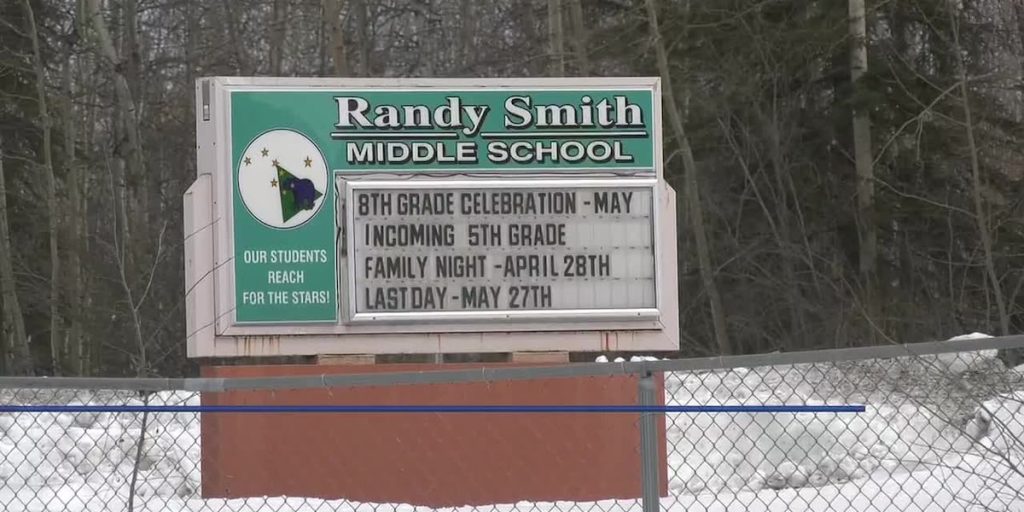 Randy Smith
MIDDLE SCHOOL
OUR STUDENTS
REACH
FOR THE STARS!
8TH GRADE CELEBRATION - MAY
INCOMING 5TH GRADE
FAMILY NIGHT - APRIL 28TH
LAST DAY - MAY 27TH